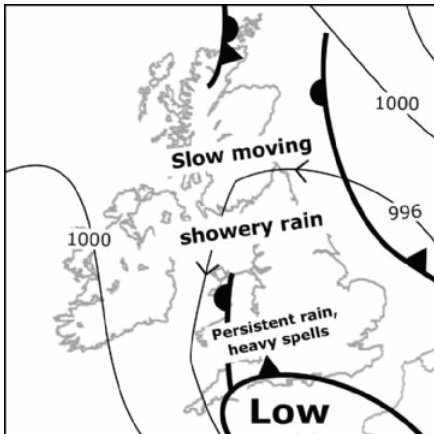 1000
Slow moving
996
showery rain
1000
Persistent rain,
heavy spells
Low